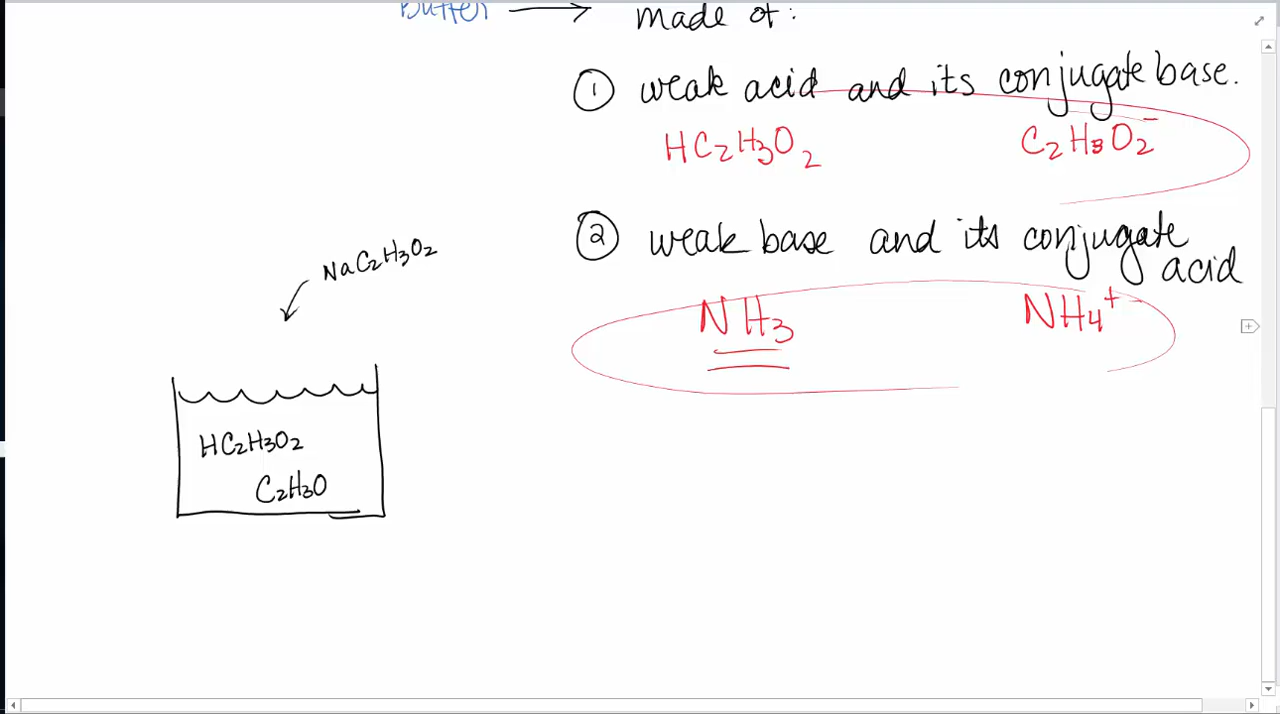 Buffer → made of:
① weak acid and its conjugate base.
HC₂H₃O₂ C₂H₃O₂⁻
② weak base and its conjugate
acid
NH₃ NH₄⁺
NaC₂H₃O₂
HC₂H₃O₂
C₂H₃O